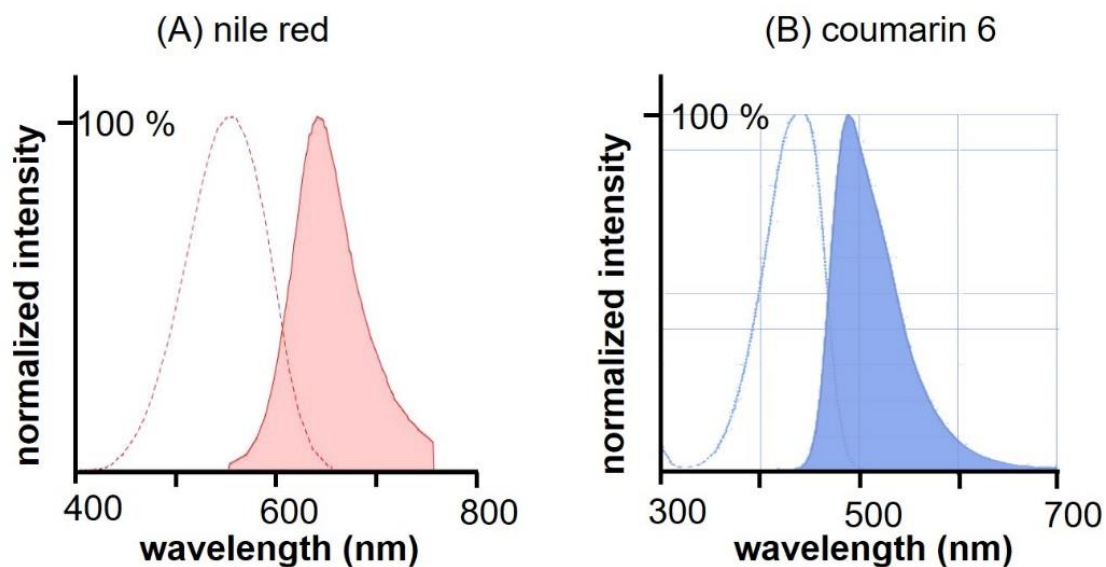 (A) nile red
100 %
normalized intensity
400 600 800
wavelength (nm)
(B) coumarin 6
100 %
normalized intensity
300 500 700
wavelength (nm)